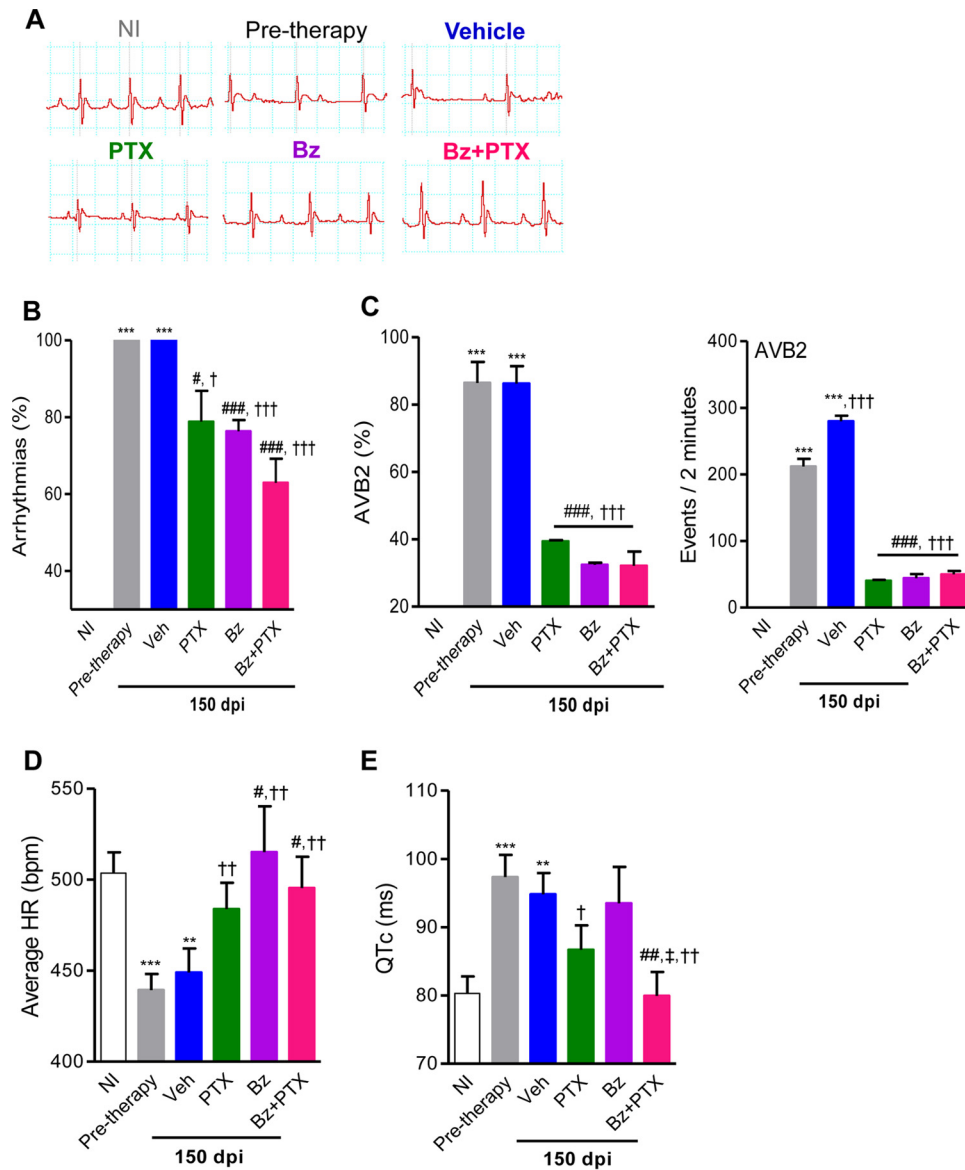 A
NI
Pre-therapy
Vehicle
PTX
Bz
Bz+PTX
B
Arrhythmias (%)
100
80
60
40
***
***
#, †
###, †††
###, †††
NI
Pre-therapy
Veh
PTX
Bz
Bz+PTX
150 dpi
C
AVB2 (%)
100
80
60
40
20
***
***
###, †††
NI
Pre-therapy
Veh
PTX
Bz
Bz+PTX
150 dpi
AVB2
Events / 2 minutes
400
300
200
100
0
***
***,†††
###, †††
NI
Pre-therapy
Veh
PTX
Bz
Bz+PTX
150 dpi
D
Average HR (bpm)
550
500
450
400
***
**
††
#,††
#,††
NI
Pre-therapy
Veh
PTX
Bz
Bz+PTX
150 dpi
E
QTc (ms)
110
100
90
80
70
***
**
†
##,‡,††
NI
Pre-therapy
Veh
PTX
Bz
Bz+PTX
150 dpi